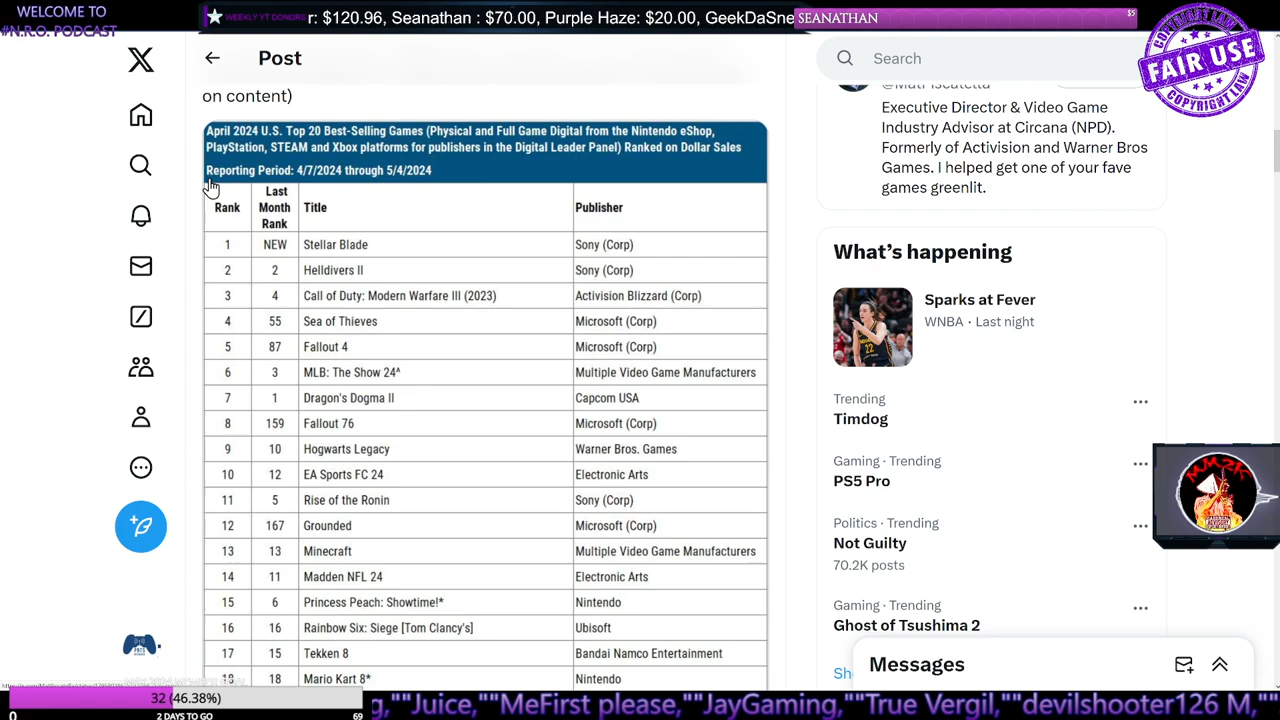 WELCOME TO
#N.R.O. PODCAST
WEEKLY YT DONORS
r: $120.96, Seanathan : $70.00, Purple Haze: $20.00, GeekDaSne
SEANATHAN
$5
COPYRIGHT LAW
FAIR USE
COPYRIGHT LAW
Post
Search
on content)
April 2024 U.S. Top 20 Best-Selling Games (Physical and Full Game Digital from the Nintendo eShop,
PlayStation, STEAM and Xbox platforms for publishers in the Digital Leader Panel) Ranked on Dollar Sales
Reporting Period: 4/7/2024 through 5/4/2024
Rank Last Month Rank Title Publisher
1 NEW Stellar Blade Sony (Corp)
2 2 Helldivers II Sony (Corp)
3 4 Call of Duty: Modern Warfare III (2023) Activision Blizzard (Corp)
4 55 Sea of Thieves Microsoft (Corp)
5 87 Fallout 4 Microsoft (Corp)
6 3 MLB: The Show 24^ Multiple Video Game Manufacturers
7 1 Dragon's Dogma II Capcom USA
8 159 Fallout 76 Microsoft (Corp)
9 10 Hogwarts Legacy Warner Bros. Games
10 12 EA Sports FC 24 Electronic Arts
11 5 Rise of the Ronin Sony (Corp)
12 167 Grounded Microsoft (Corp)
13 13 Minecraft Multiple Video Game Manufacturers
14 11 Madden NFL 24 Electronic Arts
15 6 Princess Peach: Showtime!* Nintendo
16 16 Rainbow Six: Siege [Tom Clancy's] Ubisoft
17 15 Tekken 8 Bandai Namco Entertainment
18 18 Mario Kart 8* Nintendo
@MatPiscatella
Executive Director & Video Game
Industry Advisor at Circana (NPD).
Formerly of Activision and Warner Bros
Games. I helped get one of your fave
games greenlit.
What's happening
Sparks at Fever
WNBA · Last night
Trending
Timdog
Gaming · Trending
PS5 Pro
Politics · Trending
Not Guilty
70.2K posts
Gaming · Trending
Ghost of Tsushima 2
Sh
Messages
MM2K
32 (46.38%)
0
2 DAYS TO GO
69
g,""Juice,""MeFirst please,""JayGaming,""True Vergil,""devilshooter126 M,""